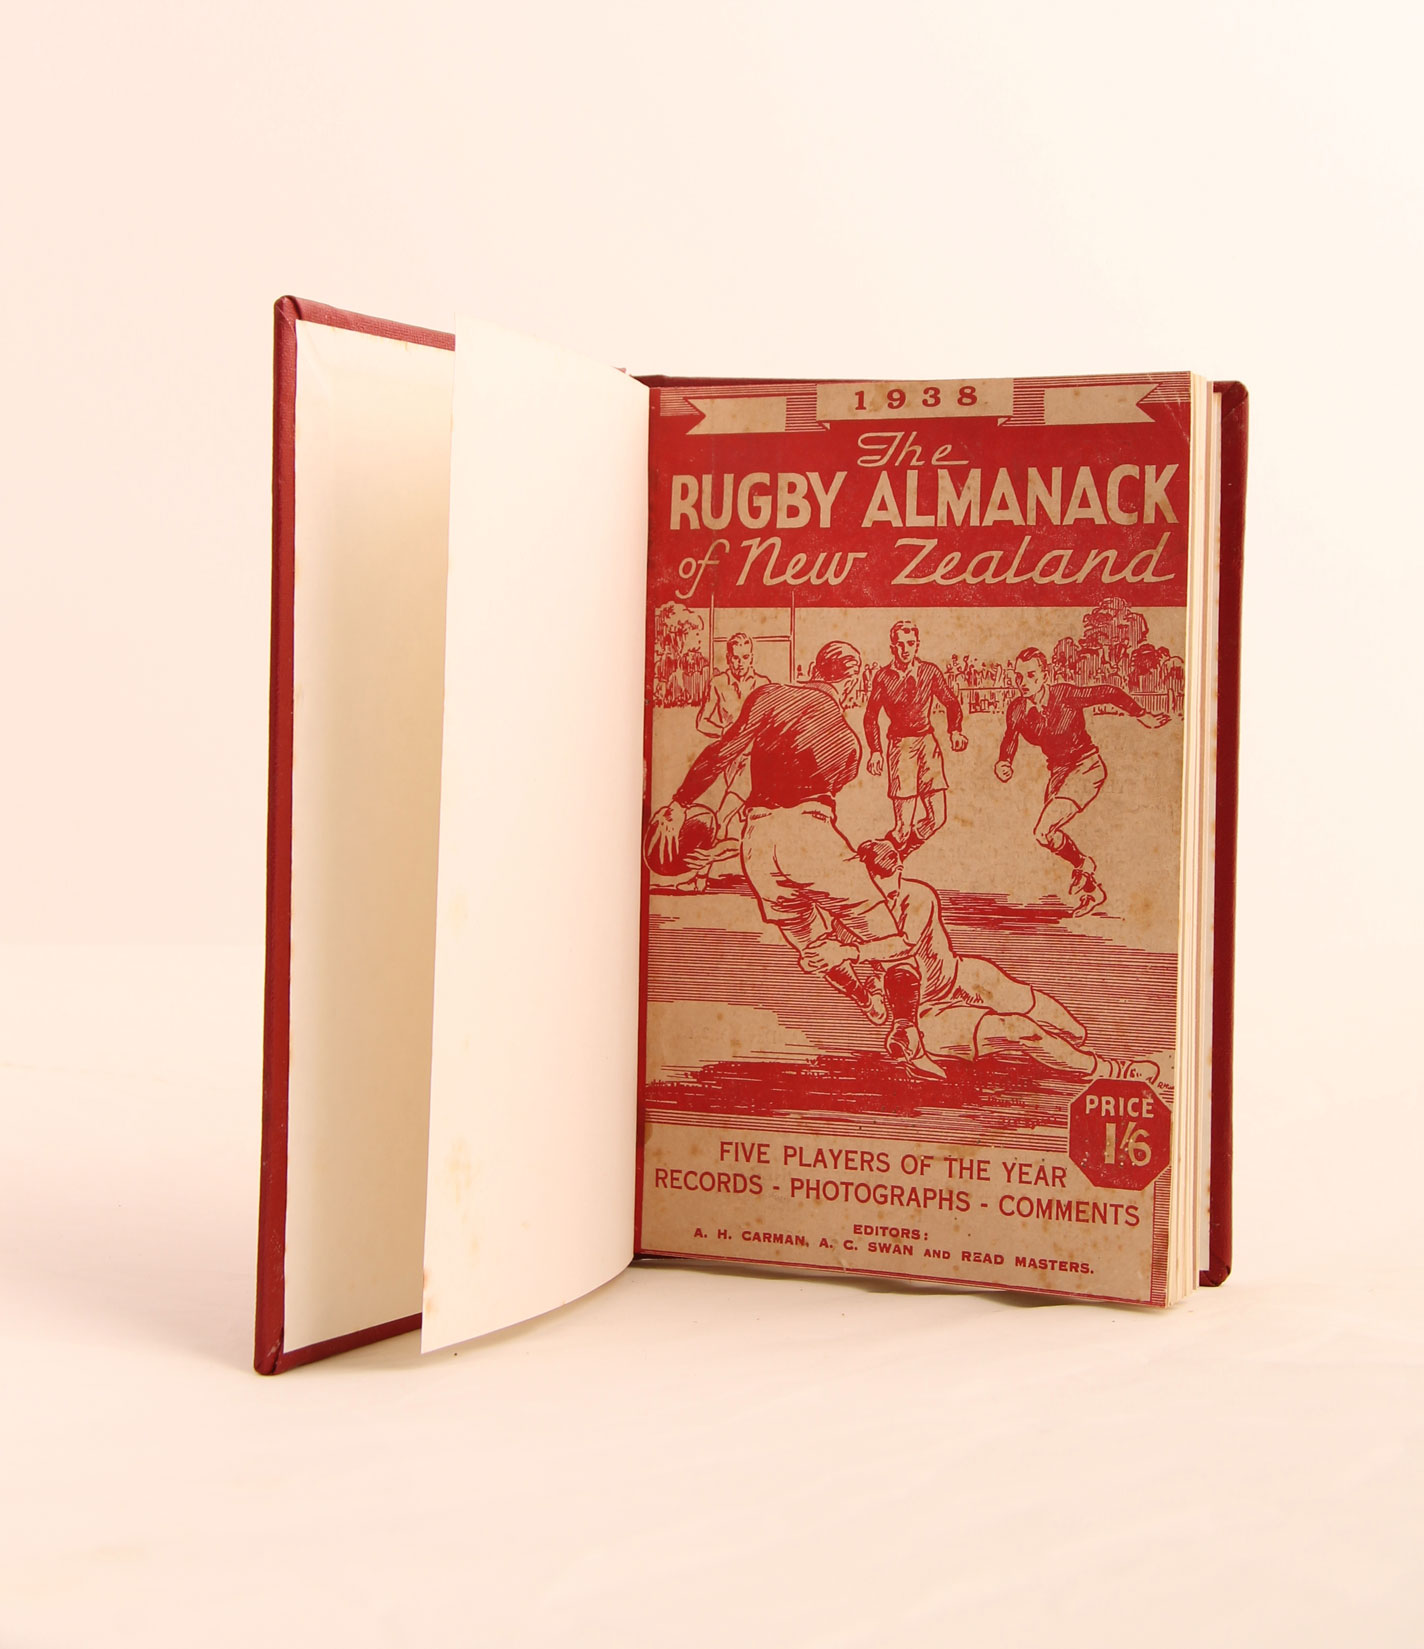 1938
The
RUGBY ALMANACK
of New Zealand
PRICE
1/6
FIVE PLAYERS OF THE YEAR
RECORDS - PHOTOGRAPHS - COMMENTS
EDITORS:
A. H. CARMAN, A. C. SWAN AND READ MASTERS.